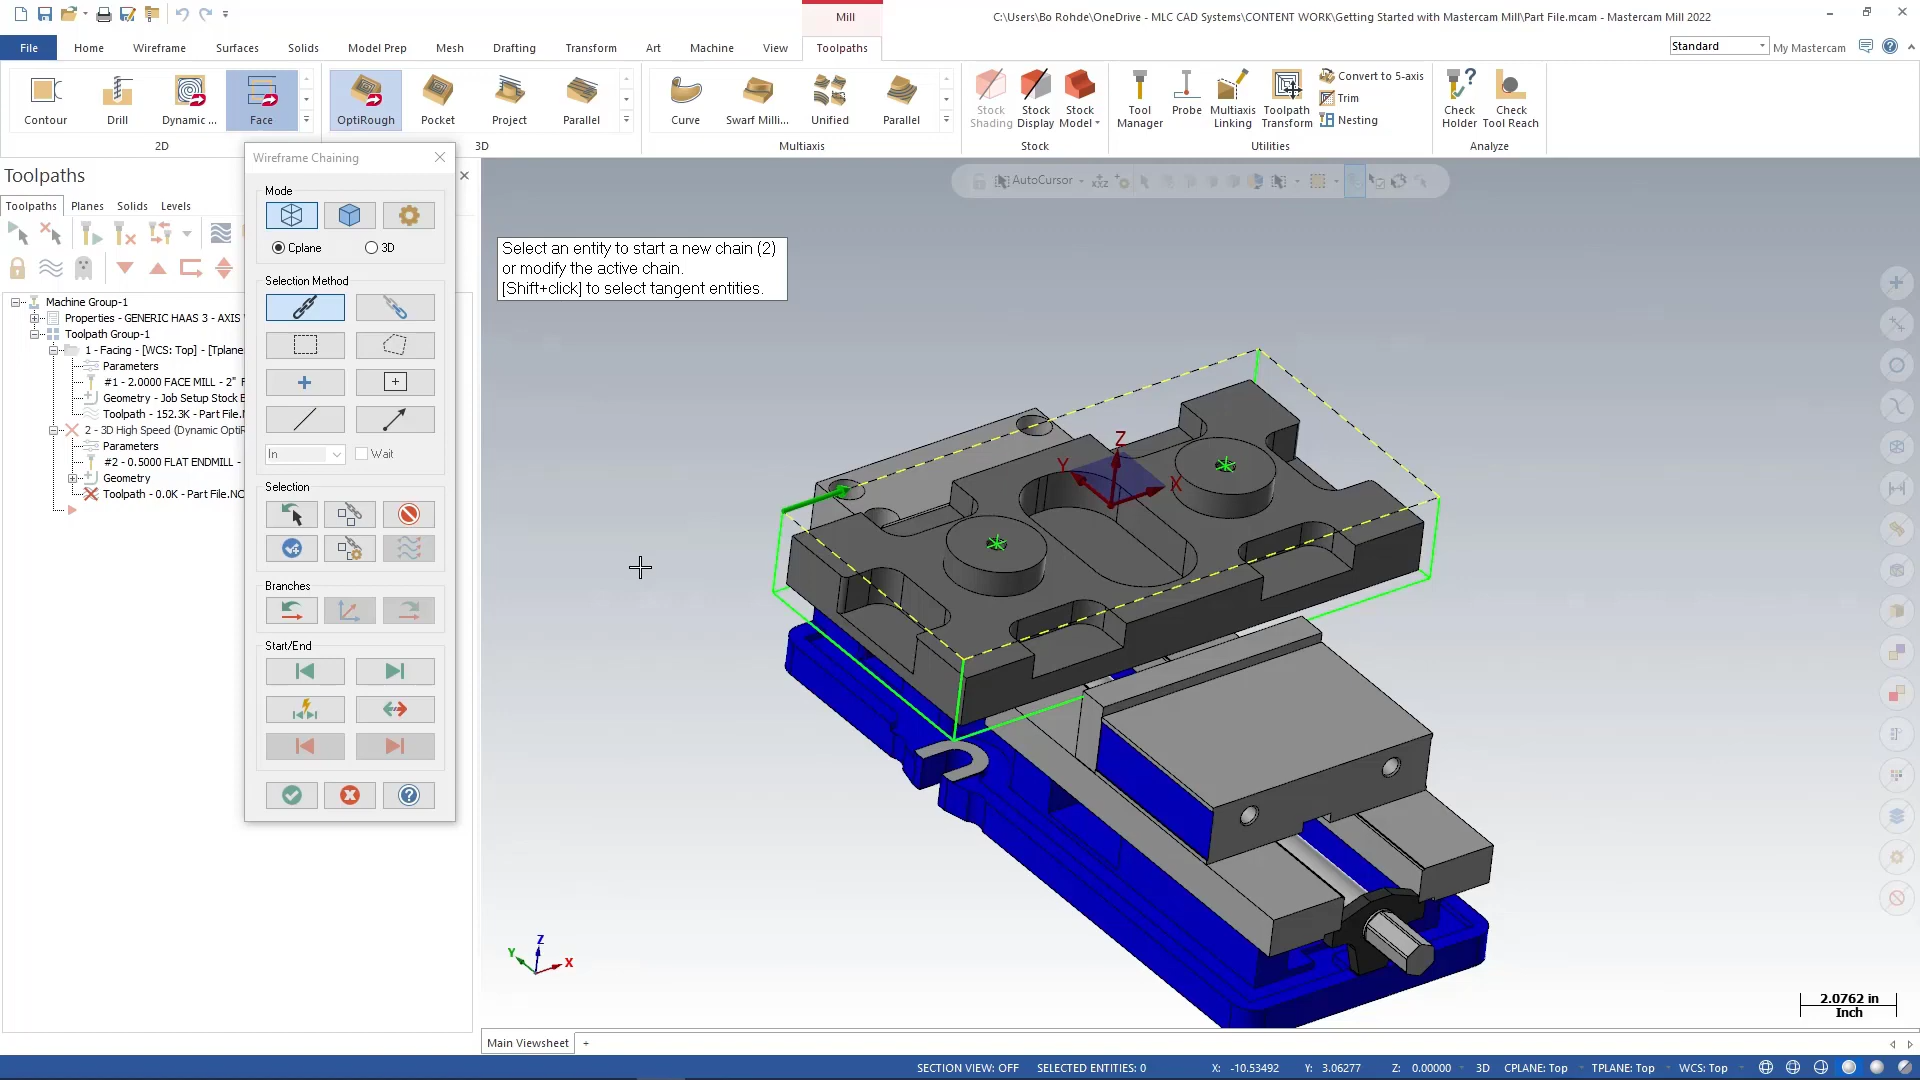 Mill
C:\Users\Bo Rohde\OneDrive - MLC CAD Systems\CONTENT WORK\Getting Started with Mastercam Mill\Part File.mcam - Mastercam Mill 2022
File
Home
Wireframe
Surfaces
Solids
Model Prep
Mesh
Drafting
Transform
Art
Machine
View
Toolpaths
Standard
My Mastercam
Contour
Drill
Dynamic ...
Face
OptiRough
Pocket
Project
Parallel
Curve
Swarf Milli...
Unified
Parallel
Stock Shading
Stock Display
Stock Model
Tool Manager
Probe
Multiaxis Linking
Toolpath Transform
Convert to 5-axis
Trim
Nesting
Check Holder
Check Tool Reach
2D
3D
Multiaxis
Stock
Utilities
Analyze
Toolpaths
Toolpaths
Planes
Solids
Levels
Machine Group-1
Properties - GENERIC HAAS 3 - AXIS
Toolpath Group-1
1 - Facing - [WCS: Top] - [Tplane
Parameters
#1 - 2.0000 FACE MILL - 2"
Geometry - Job Setup Stock
Toolpath - 152.3K - Part File.
2 - 3D High Speed (Dynamic Opti
Parameters
#2 - 0.5000 FLAT ENDMILL -
Geometry
Toolpath - 0.0K - Part File.NC
Wireframe Chaining
Mode
Cplane
3D
Selection Method
In
Wait
Selection
Branches
Start/End
AutoCursor
Select an entity to start a new chain (2)
or modify the active chain.
[Shift+click] to select tangent entities.
Z
Y
X
Z
Y
X
2.0762 in
Inch
Main Viewsheet
+
SECTION VIEW: OFF
SELECTED ENTITIES: 0
X: -10.53492
Y: 3.06277
Z: 0.00000
3D
CPLANE: Top
TPLANE: Top
WCS: Top